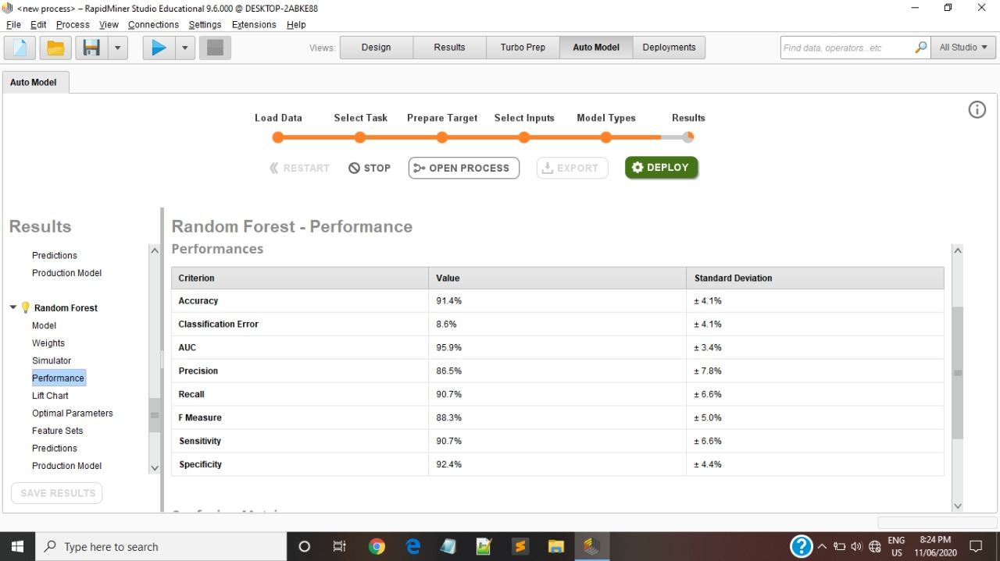 <new process> – RapidMiner Studio Educational 9.6.000 @ DESKTOP-2ABKE88
File Edit Process View Connections Settings Extensions Help
Views: Design Results Turbo Prep Auto Model Deployments Find data, operators...etc All Studio
Auto Model
Load Data Select Task Prepare Target Select Inputs Model Types Results
RESTART STOP OPEN PROCESS EXPORT DEPLOY
Results
Predictions
Production Model
Random Forest
Model
Weights
Simulator
Performance
Lift Chart
Optimal Parameters
Feature Sets
Predictions
Production Model
SAVE RESULTS
Random Forest - Performance
Performances
Criterion Value Standard Deviation
Accuracy 91.4% ± 4.1%
Classification Error 8.6% ± 4.1%
AUC 95.9% ± 3.4%
Precision 86.5% ± 7.8%
Recall 90.7% ± 6.6%
F Measure 88.3% ± 5.0%
Sensitivity 90.7% ± 6.6%
Specificity 92.4% ± 4.4%
Type here to search
ENG
US
8:24 PM
11/06/2020